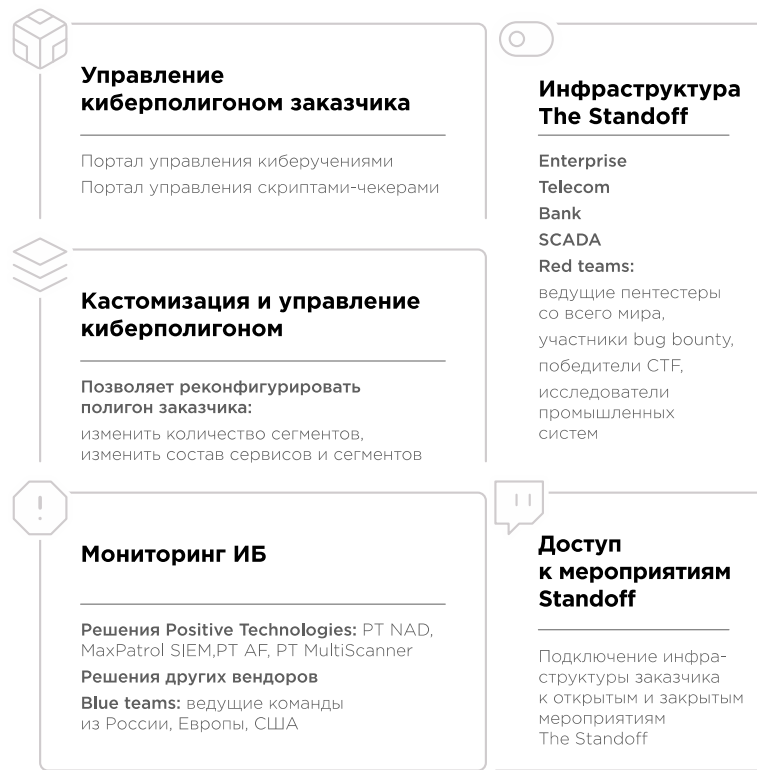 Управление
киберполигоном заказчика
Портал управления киберучениями
Портал управления скриптами-чекерами
Кастомизация и управление
киберполигоном
Позволяет реконфигурировать
полигон заказчика:
изменить количество сегментов,
изменить состав сервисов и сегментов
Мониторинг ИБ
Решения Positive Technologies: PT NAD,
MaxPatrol SIEM,PT AF, PT MultiScanner
Решения других вендоров
Blue teams: ведущие команды
из России, Европы, США
Инфраструктура
The Standoff
Enterprise
Telecom
Bank
SCADA
Red teams:
ведущие пентестеры
со всего мира,
участники bug bounty,
победители CTF,
исследователи
промышленных
систем
Доступ
к мероприятиям
Standoff
Подключение инфра-
структуры заказчика
к открытым и закрытым
мероприятиям
The Standoff